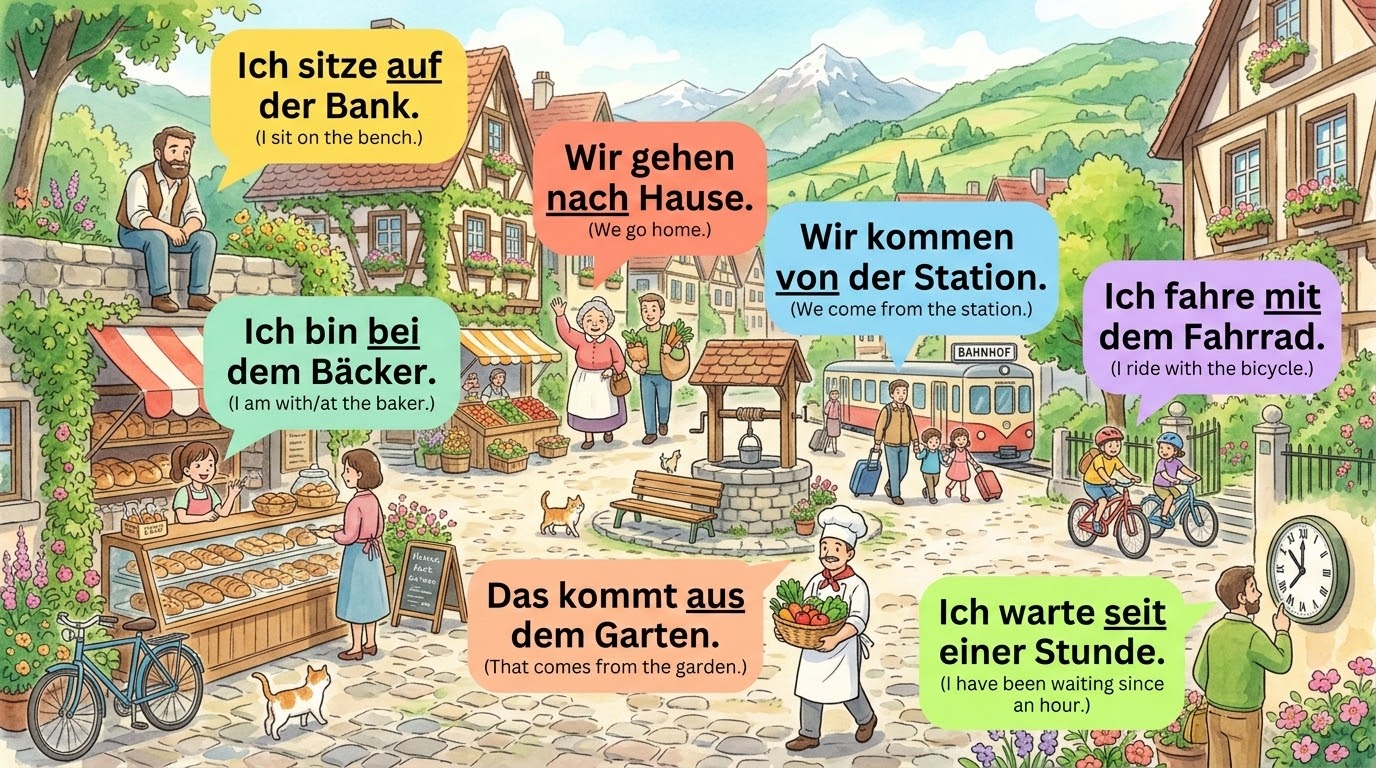 Ich sitze auf
der Bank.
(I sit on the bench.)
Wir gehen
nach Hause.
(We go home.)
Wir kommen
von der Station.
(We come from the station.)
Ich fahre mit
dem Fahrrad.
(I ride with the bicycle.)
Ich bin bei
dem Bäcker.
(I am with/at the baker.)
BAHNHOF
Das kommt aus
dem Garten.
(That comes from the garden.)
Ich warte seit
einer Stunde.
(I have been waiting since
an hour.)